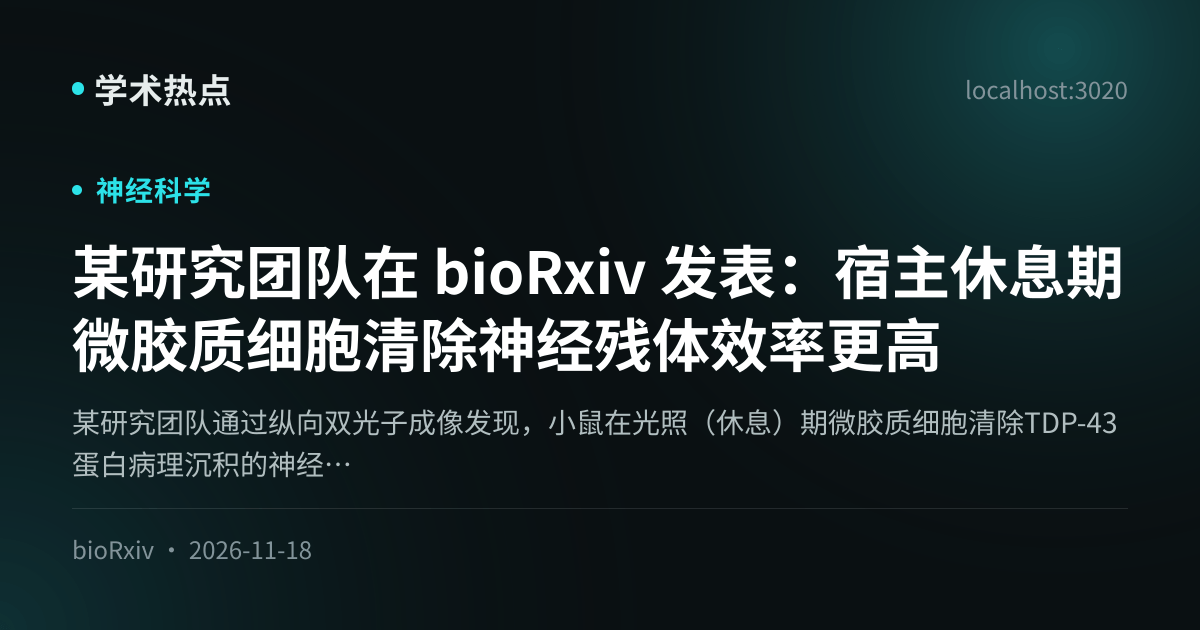 学术热点
localhost:3020
神经科学
某研究团队在 bioRxiv 发表：宿主休息期
微胶质细胞清除神经残体效率更高
某研究团队通过纵向双光子成像发现，小鼠在光照（休息）期微胶质细胞清除TDP-43
蛋白病理沉积的神经…
bioRxiv · 2026-11-18